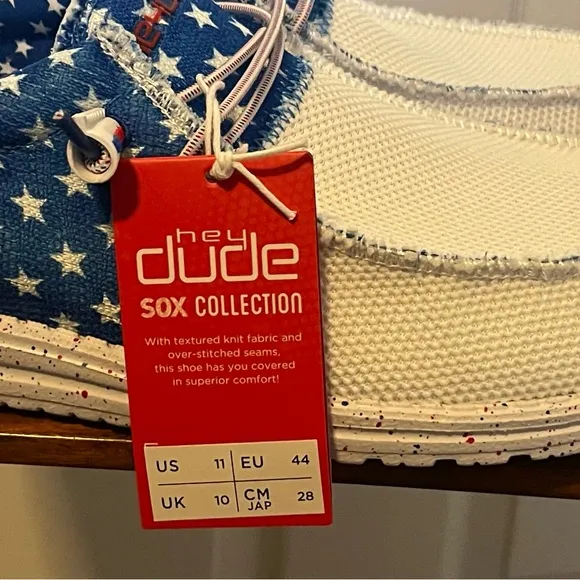 hey
dude
SOX COLLECTION
With textured knit fabric and
over-stitched seams,
this shoe has you covered
in superior comfort!
US 11 EU 44
UK 10 CM JAP 28